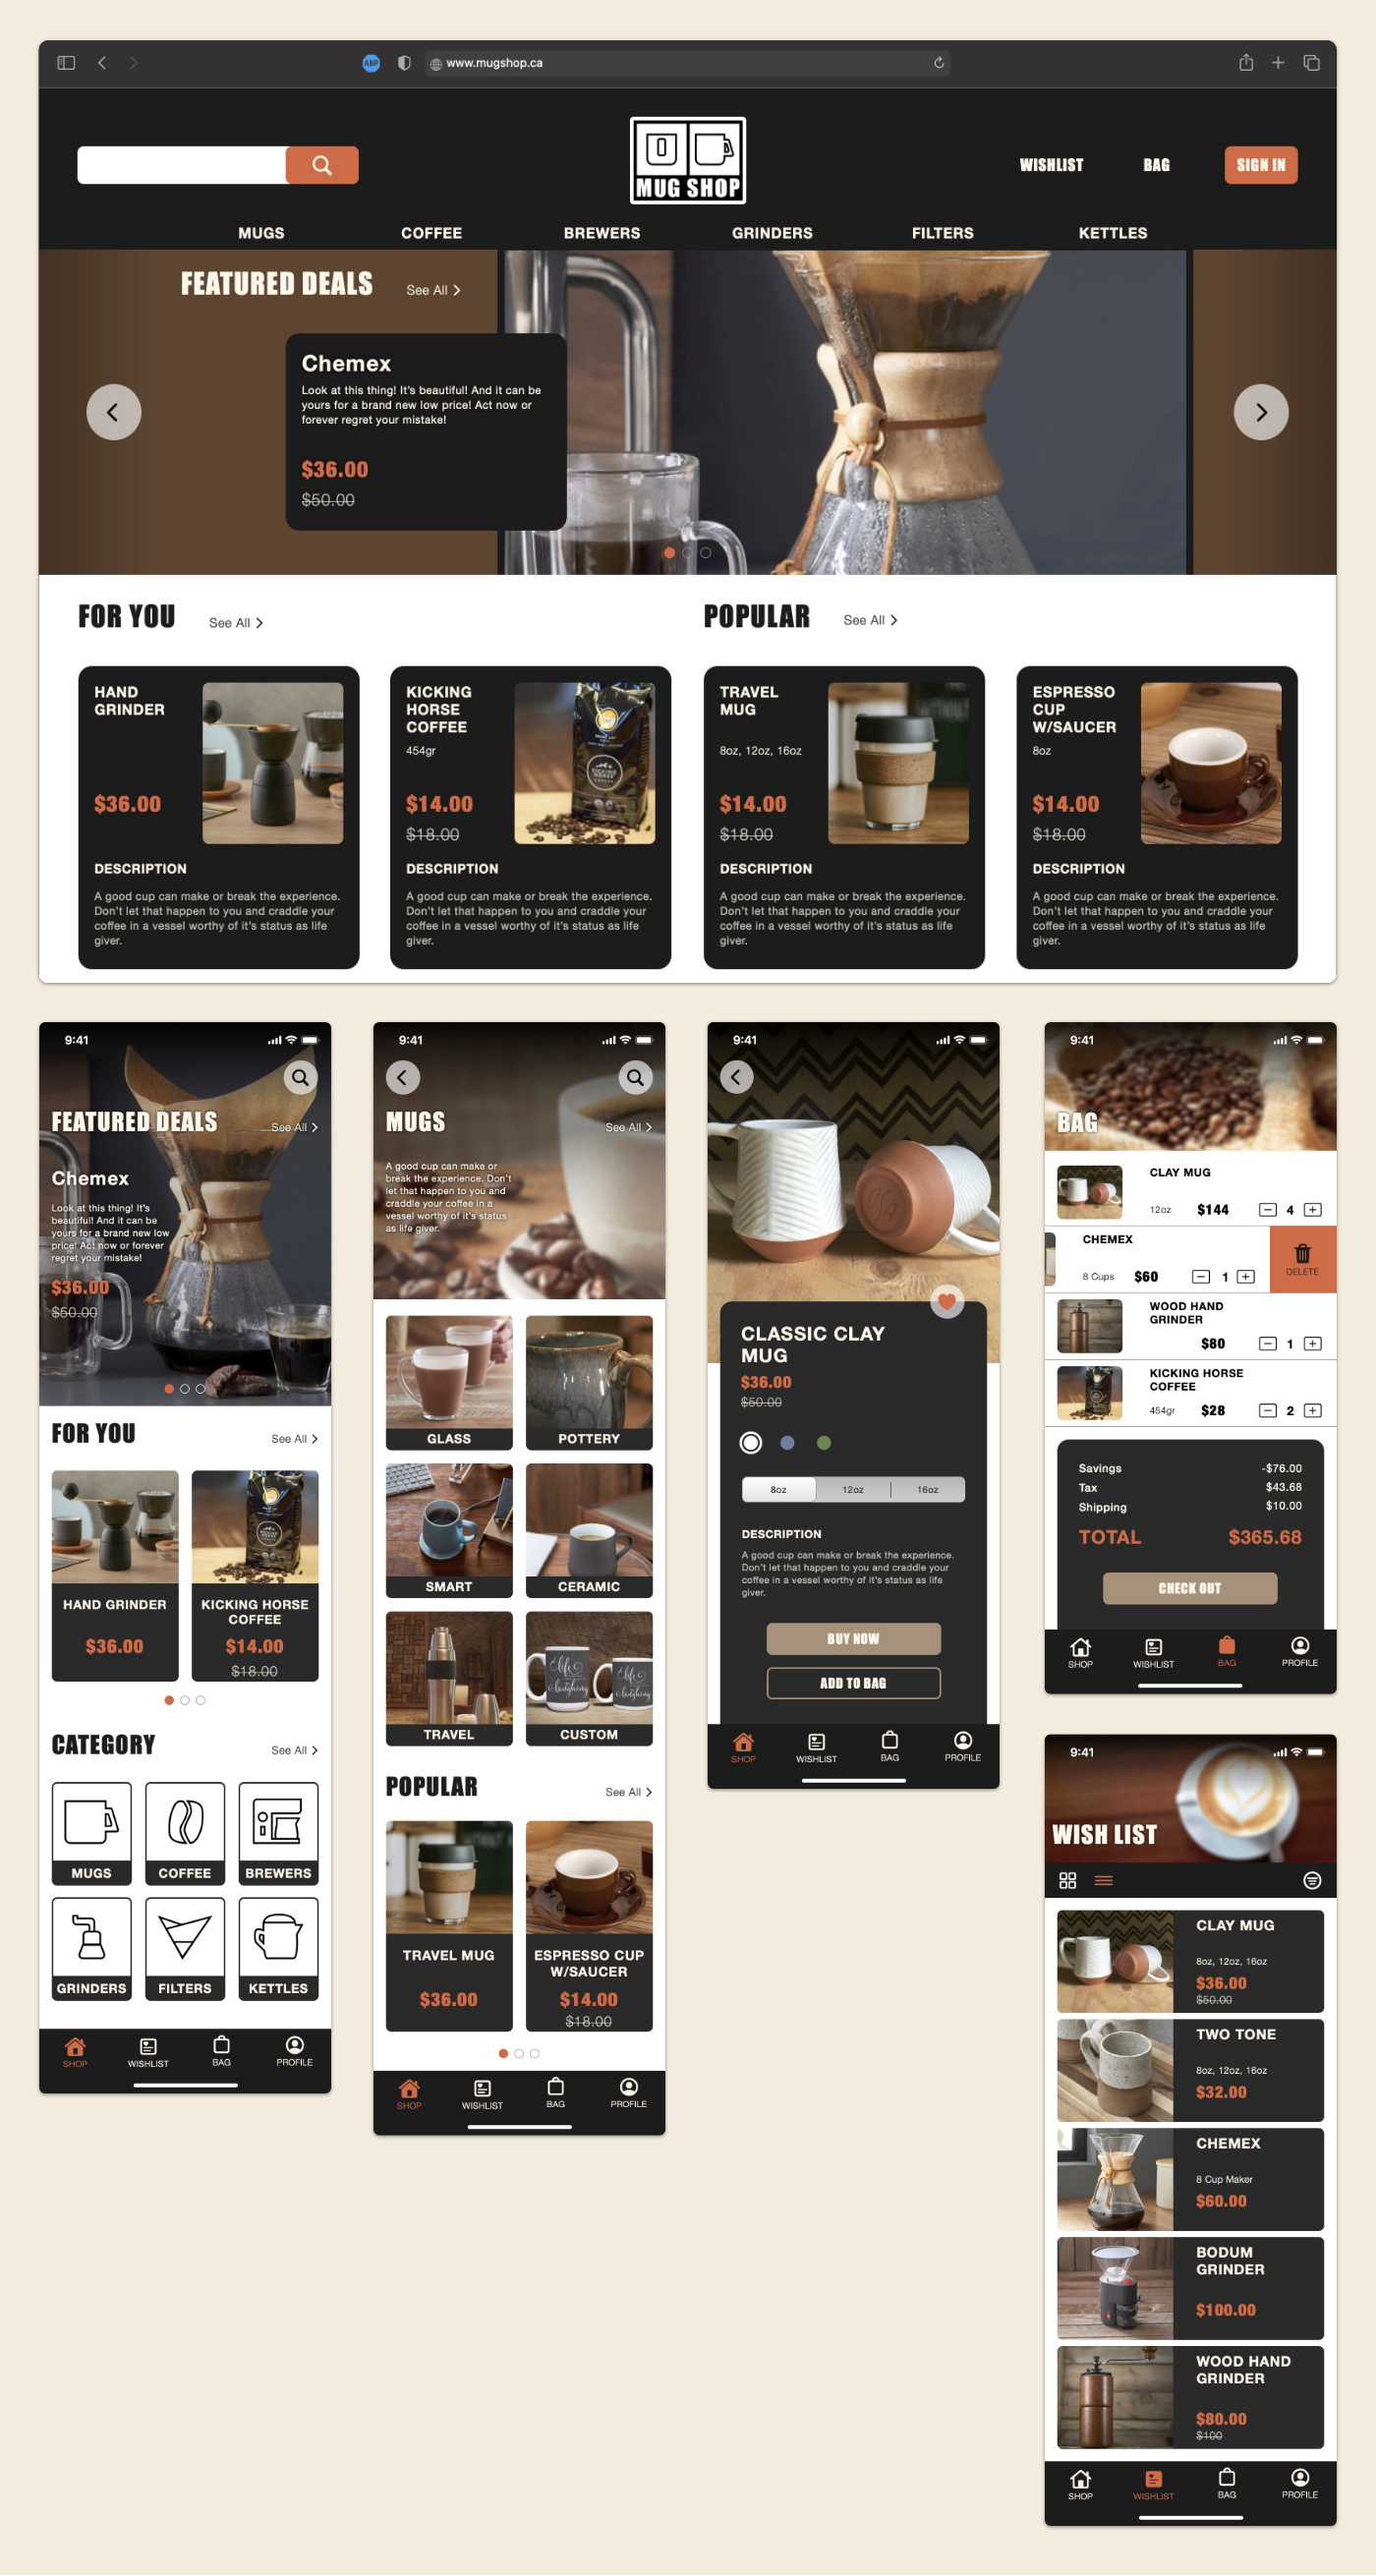 ABP
www.mugshop.ca
MUG SHOP
WISHLIST
BAG
SIGN IN
MUGS
COFFEE
BREWERS
GRINDERS
FILTERS
KETTLES
FEATURED DEALS
See All
Chemex
Look at this thing! It's beautiful! And it can be
yours for a brand new low price! Act now or
forever regret your mistake!
$36.00
$50.00
FOR YOU
See All
POPULAR
See All
HAND
GRINDER
$36.00
DESCRIPTION
A good cup can make or break the experience.
Don't let that happen to you and craddle your
coffee in a vessel worthy of it's status as life
giver.
KICKING
HORSE
COFFEE
454gr
$14.00
$18.00
KICKING
HORSE
DESCRIPTION
A good cup can make or break the experience.
Don't let that happen to you and craddle your
coffee in a vessel worthy of it's status as life
giver.
TRAVEL
MUG
8oz, 12oz, 16oz
$14.00
$18.00
DESCRIPTION
A good cup can make or break the experience.
Don't let that happen to you and craddle your
coffee in a vessel worthy of it's status as life
giver.
ESPRESSO
CUP
W/SAUCER
8oz
$14.00
$18.00
DESCRIPTION
A good cup can make or break the experience.
Don't let that happen to you and craddle your
coffee in a vessel worthy of it's status as life
giver.
9:41
FEATURED DEALS
See All
Chemex
Look at this thing! It's
beautiful! And it can be
yours for a brand new low
price! Act now or forever
regret your mistake!
$36.00
$50.00
FOR YOU
See All
HAND GRINDER
$36.00
KICKING HORSE
COFFEE
$14.00
$18.00
CATEGORY
See All
MUGS
COFFEE
BREWERS
GRINDERS
FILTERS
KETTLES
SHOP
WISHLIST
BAG
PROFILE
9:41
MUGS
See All
A good cup can make or
break the experience. Don't
let that happen to you and
craddle your coffee in a
vessel worthy of it's status
as life giver.
GLASS
POTTERY
SMART
CERAMIC
TRAVEL
life
laughing
life
laughing
CUSTOM
POPULAR
See All
TRAVEL MUG
$36.00
ESPRESSO CUP
W/SAUCER
$14.00
$18.00
SHOP
WISHLIST
BAG
PROFILE
9:41
CLASSIC CLAY
MUG
$36.00
$50.00
8oz
12oz
16oz
DESCRIPTION
A good cup can make or break the experience.
Don't let that happen to you and craddle your
coffee in a vessel worthy of it's status as life
giver.
BUY NOW
ADD TO BAG
SHOP
WISHLIST
BAG
PROFILE
9:41
BAG
CLAY MUG
12oz
$144
4
CHEMEX
8 Cups
$60
1
DELETE
WOOD HAND
GRINDER
$80
1
KICKING HORSE
COFFEE
454gr
$28
2
Savings
-$76.00
Tax
$43.68
Shipping
$10.00
TOTAL
$365.68
CHECK OUT
SHOP
WISHLIST
BAG
PROFILE
9:41
WISH LIST
CLAY MUG
8oz, 12oz, 16oz
$36.00
$50.00
TWO TONE
8oz, 12oz, 16oz
$32.00
CHEMEX
8 Cup Maker
$60.00
BODUM
GRINDER
$100.00
WOOD HAND
GRINDER
$80.00
$100
SHOP
WISHLIST
BAG
PROFILE